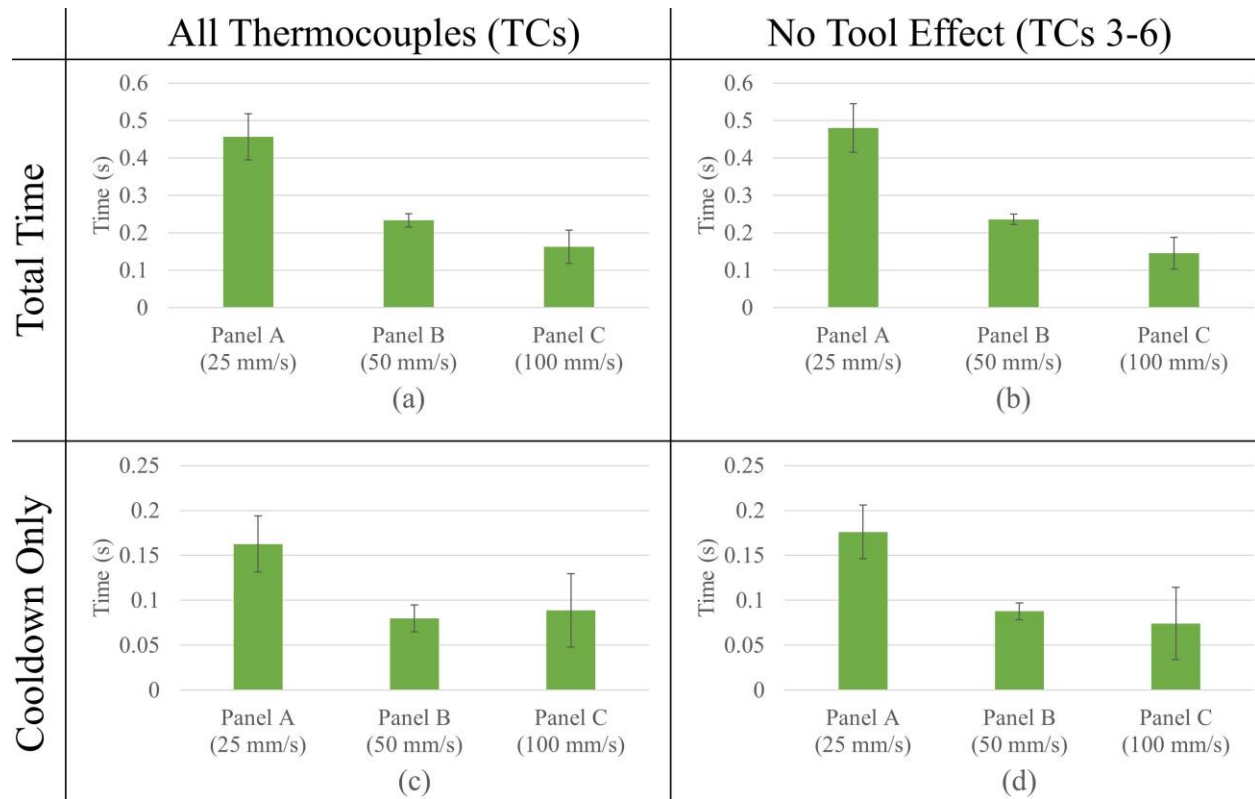 All Thermocouples (TCs)
No Tool Effect (TCs 3-6)
Total Time
Time (s)
0.6
0.5
0.4
0.3
0.2
0.1
0
Panel A
(25 mm/s)
Panel B
(50 mm/s)
Panel C
(100 mm/s)
(a)
Time (s)
0.6
0.5
0.4
0.3
0.2
0.1
0
Panel A
(25 mm/s)
Panel B
(50 mm/s)
Panel C
(100 mm/s)
(b)
Cooldown Only
Time (s)
0.25
0.2
0.15
0.1
0.05
0
Panel A
(25 mm/s)
Panel B
(50 mm/s)
Panel C
(100 mm/s)
(c)
Time (s)
0.25
0.2
0.15
0.1
0.05
0
Panel A
(25 mm/s)
Panel B
(50 mm/s)
Panel C
(100 mm/s)
(d)